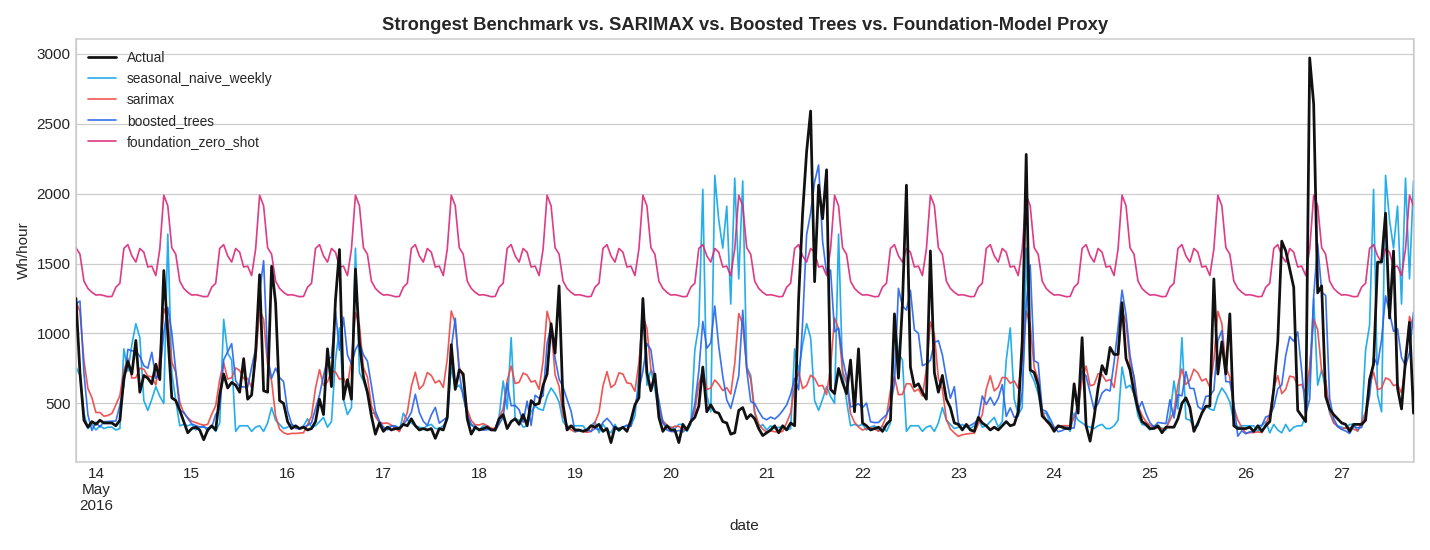 Strongest Benchmark vs. SARIMAX vs. Boosted Trees vs. Foundation-Model Proxy
Wh/hour
3000
2500
2000
1500
1000
500
Actual
seasonal_naive_weekly
sarimax
boosted_trees
foundation_zero_shot
14 15 16 17 18 19 20 21 22 23 24 25 26 27
May
2016
date